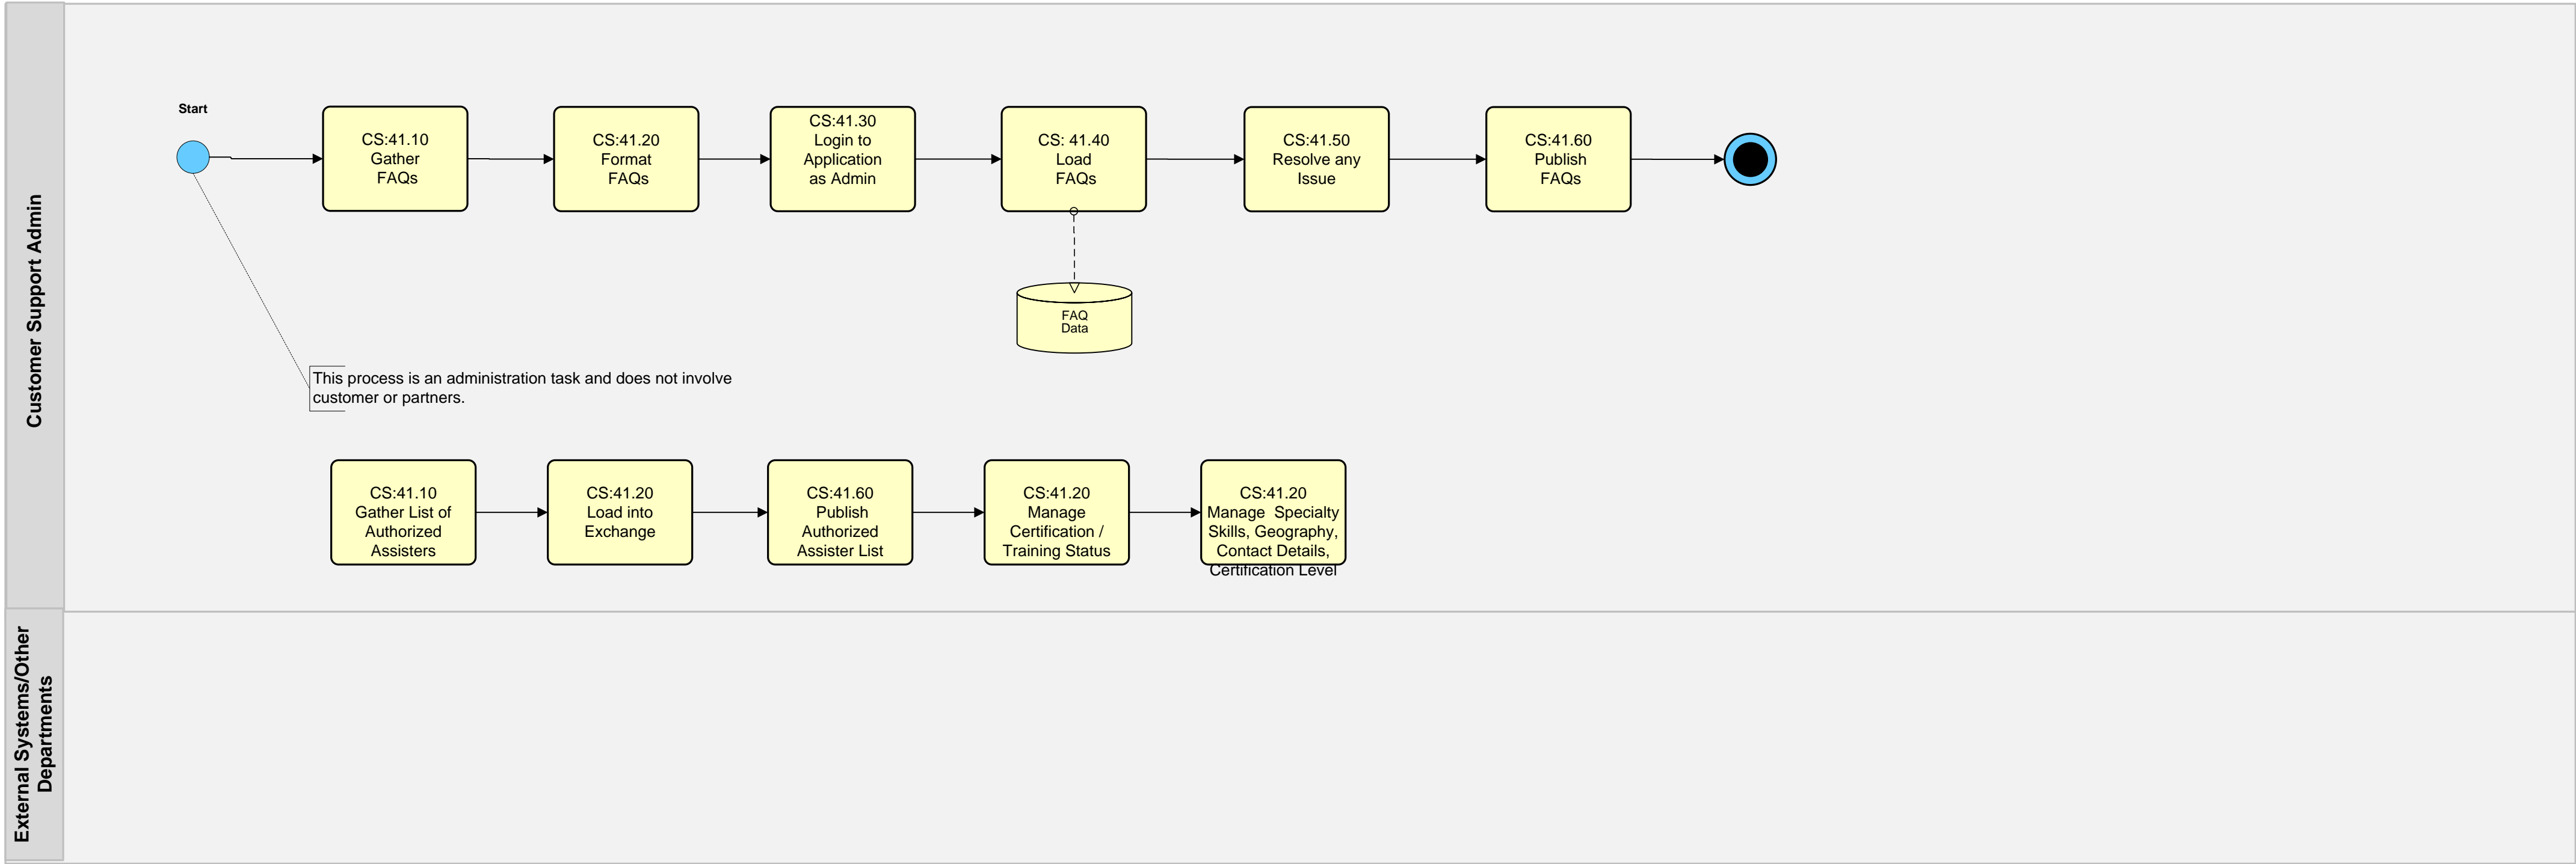 Customer Support Admin
Start
CS:41.10
Gather
FAQs
CS:41.20
Format
FAQs
CS:41.30
Login to
Application
as Admin
CS: 41.40
Load
FAQs
CS:41.50
Resolve any
Issue
CS:41.60
Publish
FAQs
FAQ
Data
This process is an administration task and does not involve
customer or partners.
CS:41.10
Gather List of
Authorized
Assisters
CS:41.20
Load into
Exchange
CS:41.60
Publish
Authorized
Assister List
CS:41.20
Manage
Certification /
Training Status
CS:41.20
Manage  Specialty
Skills, Geography,
Contact Details,
Certification Level
External Systems/Other
Departments